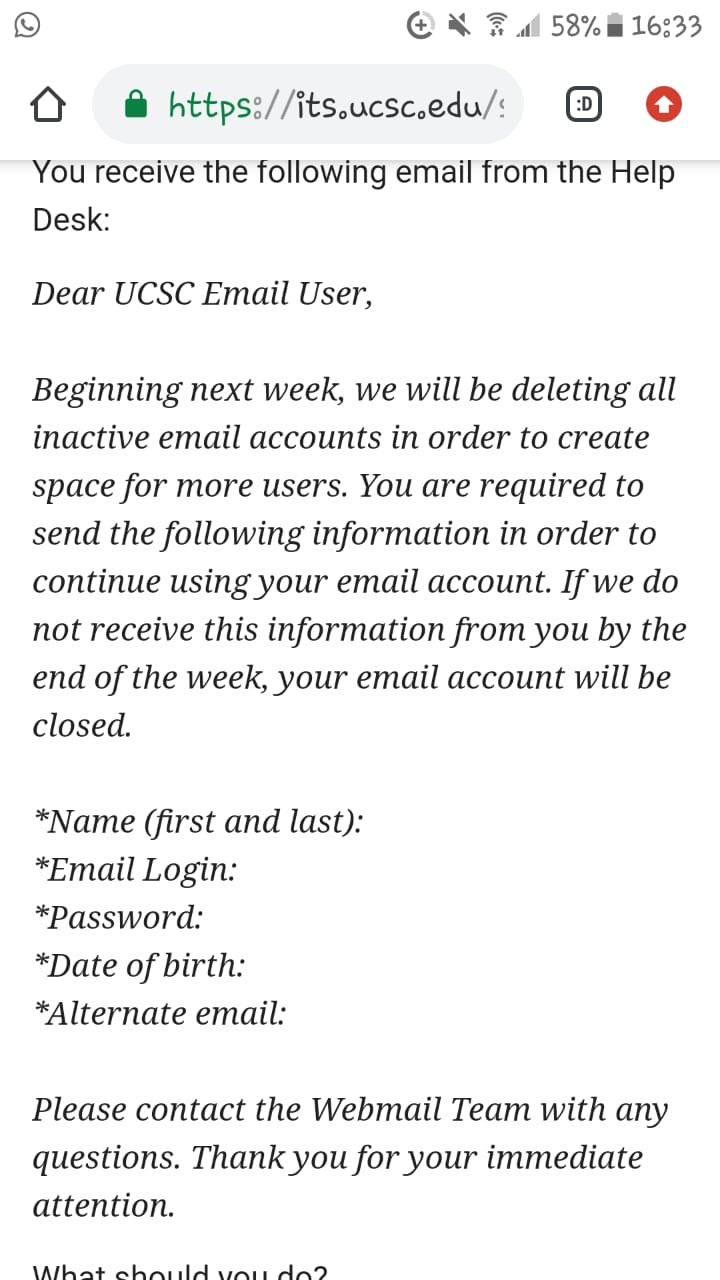 58% 16:33
https://its.ucsc.edu/
:D
You receive the following email from the Help
Desk:
Dear UCSC Email User,
Beginning next week, we will be deleting all
inactive email accounts in order to create
space for more users. You are required to
send the following information in order to
continue using your email account. If we do
not receive this information from you by the
end of the week, your email account will be
closed.
*Name (first and last):
*Email Login:
*Password:
*Date of birth:
*Alternate email:
Please contact the Webmail Team with any
questions. Thank you for your immediate
attention.
What should you do?